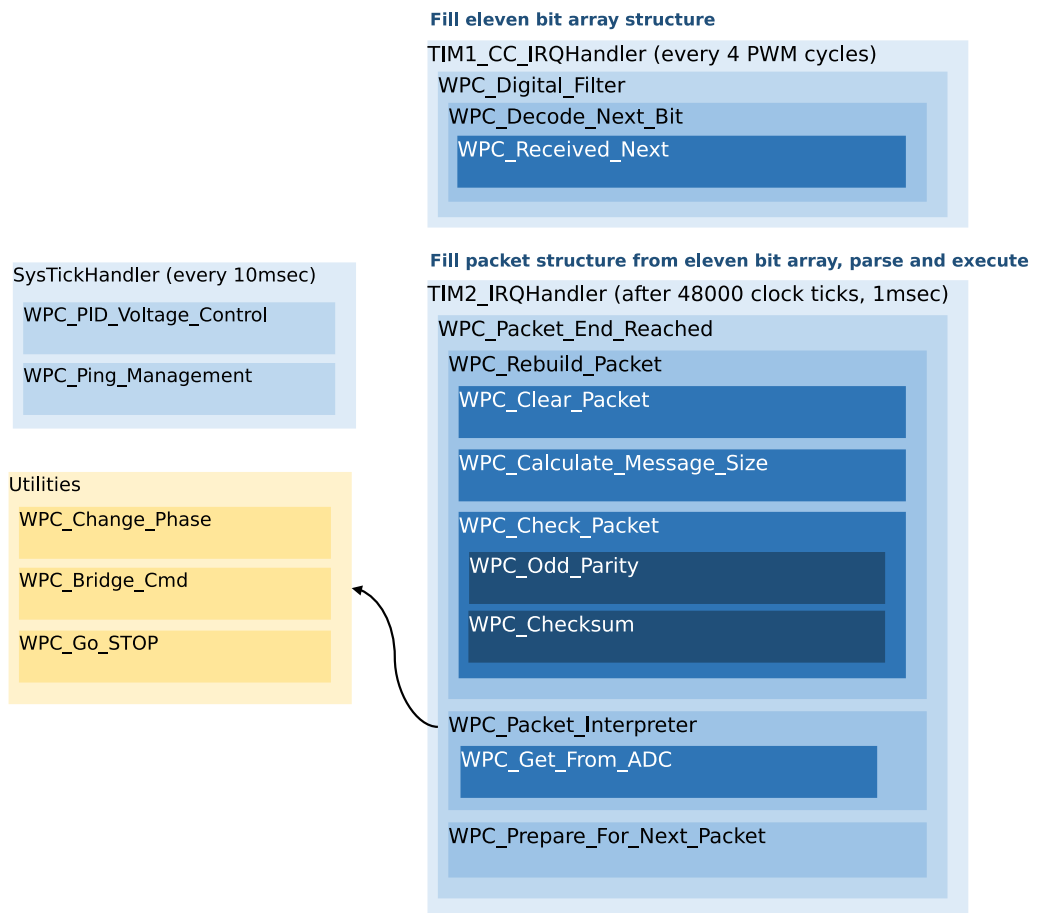 Fill eleven bit array structure
TIM1_CC_IRQHandler (every 4 PWM cycles)
WPC_Digital_Filter
WPC_Decode_Next_Bit
WPC_Received_Next
SysTickHandler (every 10msec)
WPC_PID_Voltage_Control
WPC_Ping_Management
Utilities
WPC_Change_Phase
WPC_Bridge_Cmd
WPC_Go_STOP
Fill packet structure from eleven bit array, parse and execute
TIM2_IRQHandler (after 48000 clock ticks, 1msec)
WPC_Packet_End_Reached
WPC_Rebuild_Packet
WPC_Clear_Packet
WPC_Calculate_Message_Size
WPC_Check_Packet
WPC_Odd_Parity
WPC_Checksum
WPC_Packet_Interpreter
WPC_Get_From_ADC
WPC_Prepare_For_Next_Packet